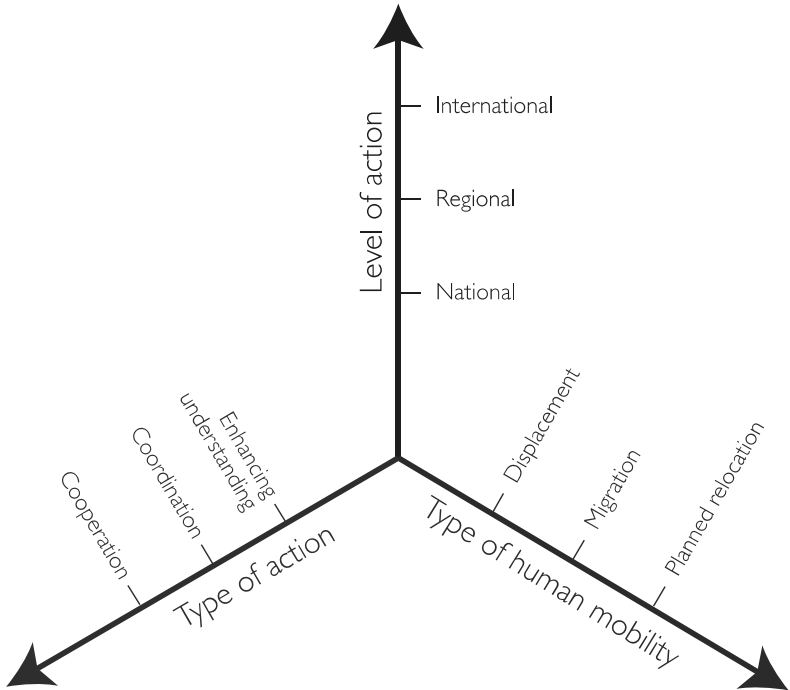 International
Level of action
Regional
National
Displacement
Enhancing
understanding
Migration
Planned relocation
Coordination
Cooperation
Type of action
Type of human mobility